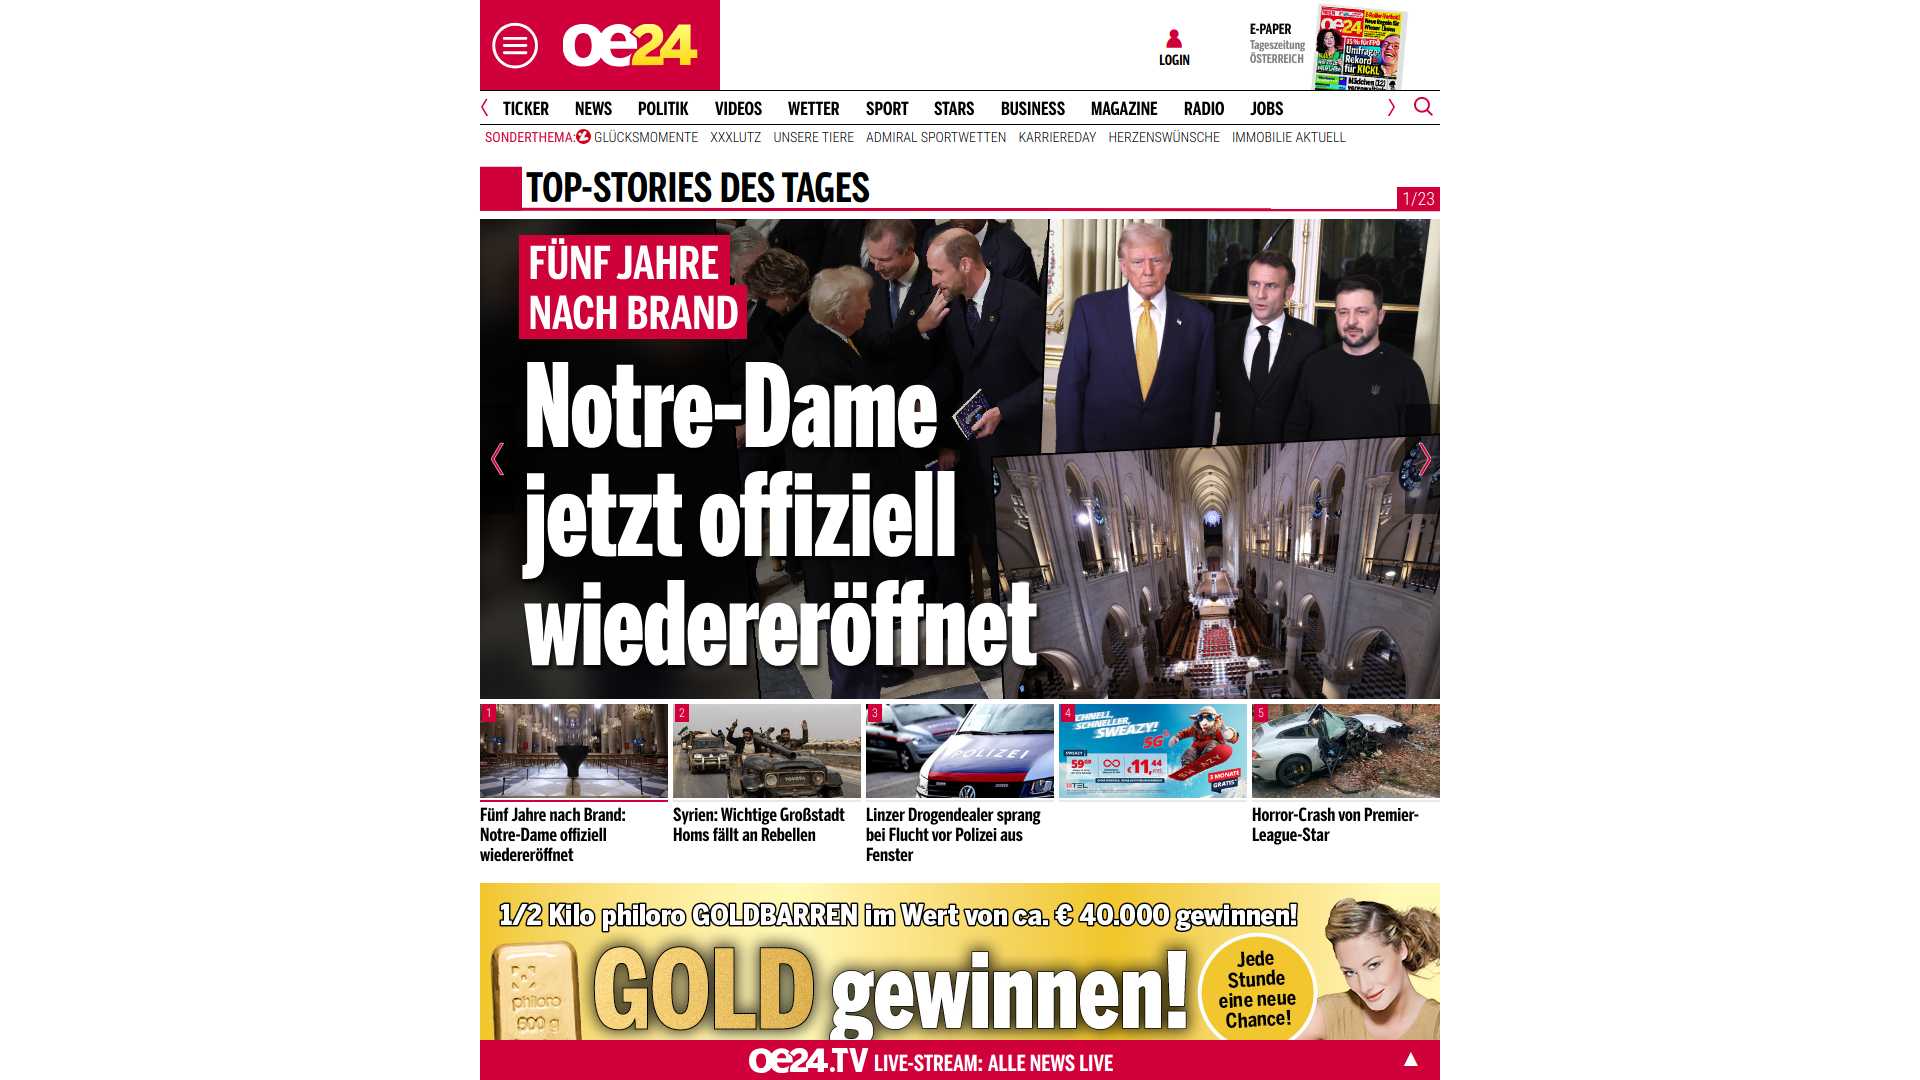 oe24
LOGIN
E-PAPER
Tageszeitung
ÖSTERREICH
oe24
Umfrage-
Rekord
für KICKL
TICKER NEWS POLITIK VIDEOS WETTER SPORT STARS BUSINESS MAGAZINE RADIO JOBS
SONDERTHEMA: GLÜCKSMOMENTE XXXLUTZ UNSERE TIERE ADMIRAL SPORTWETTEN KARRIEREDAY HERZENSWÜNSCHE IMMOBILIE AKTUELL
TOP-STORIES DES TAGES
1/23
FÜNF JAHRE
NACH BRAND
Notre-Dame
jetzt offiziell
wiedereröffnet
1
2
3
POLIZEI
4
SCHNELL,
SCHNELLER,
SWEAZY!
5G
€11,44
3 MONATE
GRATIS*
5
Fünf Jahre nach Brand:
Notre-Dame offiziell
wiedereröffnet
Syrien: Wichtige Großstadt
Homs fällt an Rebellen
Linzer Drogendealer sprang
bei Flucht vor Polizei aus
Fenster
Horror-Crash von Premier-
League-Star
1/2 Kilo philoro GOLDBARREN im Wert von ca. € 40.000 gewinnen!
GOLD gewinnen!
philoro
500 g
Jede
Stunde
eine neue
Chance!
oe24.TV LIVE-STREAM: ALLE NEWS LIVE